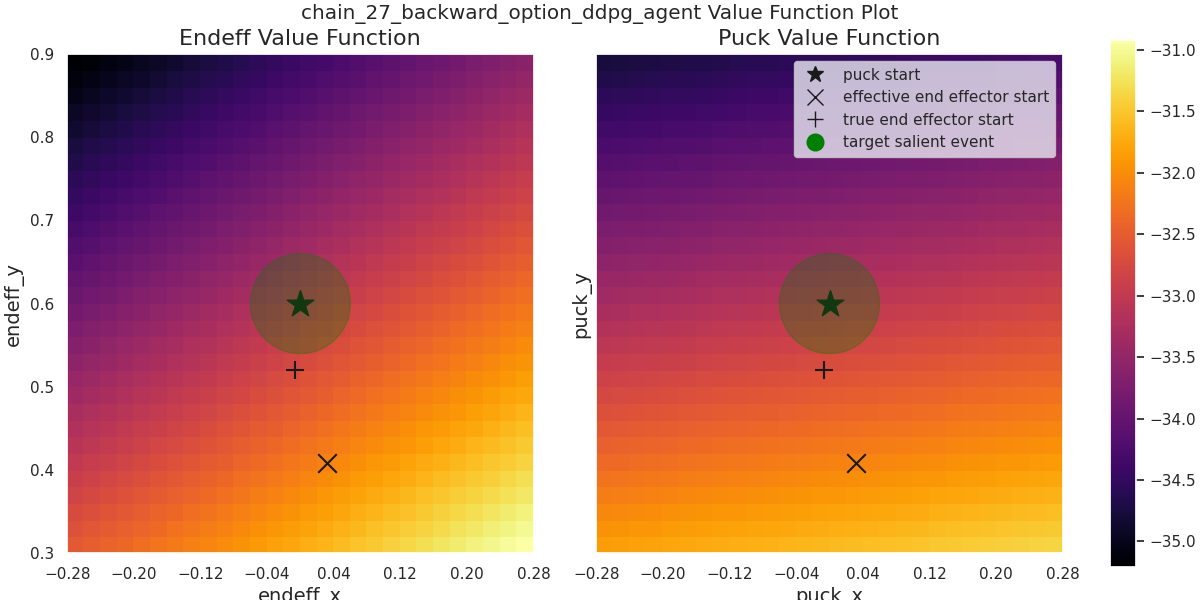 chain_27_backward_option_ddpg_agent Value Function Plot
Endeff Value Function
Puck Value Function
puck start
effective end effector start
true end effector start
target salient event
endeff_y
0.9
0.8
0.7
0.6
0.5
0.4
0.3
−0.28 −0.20 −0.12 −0.04 0.04 0.12 0.20 0.28
endeff_x
puck_y
−0.28 −0.20 −0.12 −0.04 0.04 0.12 0.20 0.28
puck_x
−31.0
−31.5
−32.0
−32.5
−33.0
−33.5
−34.0
−34.5
−35.0